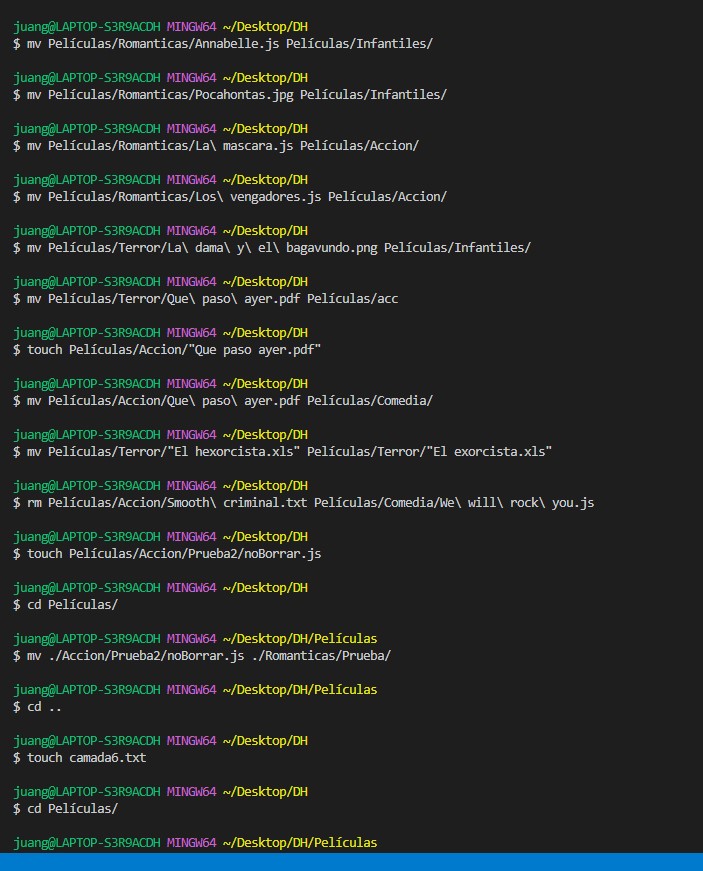 juang@LAPTOP-S3R9ACDH MINGW64 ~/Desktop/DH
$ mv Películas/Romanticas/Annabelle.js Películas/Infantiles/
juang@LAPTOP-S3R9ACDH MINGW64 ~/Desktop/DH
$ mv Películas/Romanticas/Pocahontas.jpg Películas/Infantiles/
juang@LAPTOP-S3R9ACDH MINGW64 ~/Desktop/DH
$ mv Películas/Romanticas/La\ mascara.js Películas/Accion/
juang@LAPTOP-S3R9ACDH MINGW64 ~/Desktop/DH
$ mv Películas/Romanticas/Los\ vengadores.js Películas/Accion/
juang@LAPTOP-S3R9ACDH MINGW64 ~/Desktop/DH
$ mv Películas/Terror/La\ dama\ y\ el\ bagavundo.png Películas/Infantiles/
juang@LAPTOP-S3R9ACDH MINGW64 ~/Desktop/DH
$ mv Películas/Terror/Que\ paso\ ayer.pdf Películas/acc
juang@LAPTOP-S3R9ACDH MINGW64 ~/Desktop/DH
$ touch Películas/Accion/"Que paso ayer.pdf"
juang@LAPTOP-S3R9ACDH MINGW64 ~/Desktop/DH
$ mv Películas/Accion/Que\ paso\ ayer.pdf Películas/Comedia/
juang@LAPTOP-S3R9ACDH MINGW64 ~/Desktop/DH
$ mv Películas/Terror/"El hexorcista.xls" Películas/Terror/"El exorcista.xls"
juang@LAPTOP-S3R9ACDH MINGW64 ~/Desktop/DH
$ rm Películas/Accion/Smooth\ criminal.txt Películas/Comedia/We\ will\ rock\ you.js
juang@LAPTOP-S3R9ACDH MINGW64 ~/Desktop/DH
$ touch Películas/Accion/Prueba2/noBorrar.js
juang@LAPTOP-S3R9ACDH MINGW64 ~/Desktop/DH
$ cd Películas/
juang@LAPTOP-S3R9ACDH MINGW64 ~/Desktop/DH/Películas
$ mv ./Accion/Prueba2/noBorrar.js ./Romanticas/Prueba/
juang@LAPTOP-S3R9ACDH MINGW64 ~/Desktop/DH/Películas
$ cd ..
juang@LAPTOP-S3R9ACDH MINGW64 ~/Desktop/DH
$ touch camada6.txt
juang@LAPTOP-S3R9ACDH MINGW64 ~/Desktop/DH
$ cd Películas/
juang@LAPTOP-S3R9ACDH MINGW64 ~/Desktop/DH/Películas